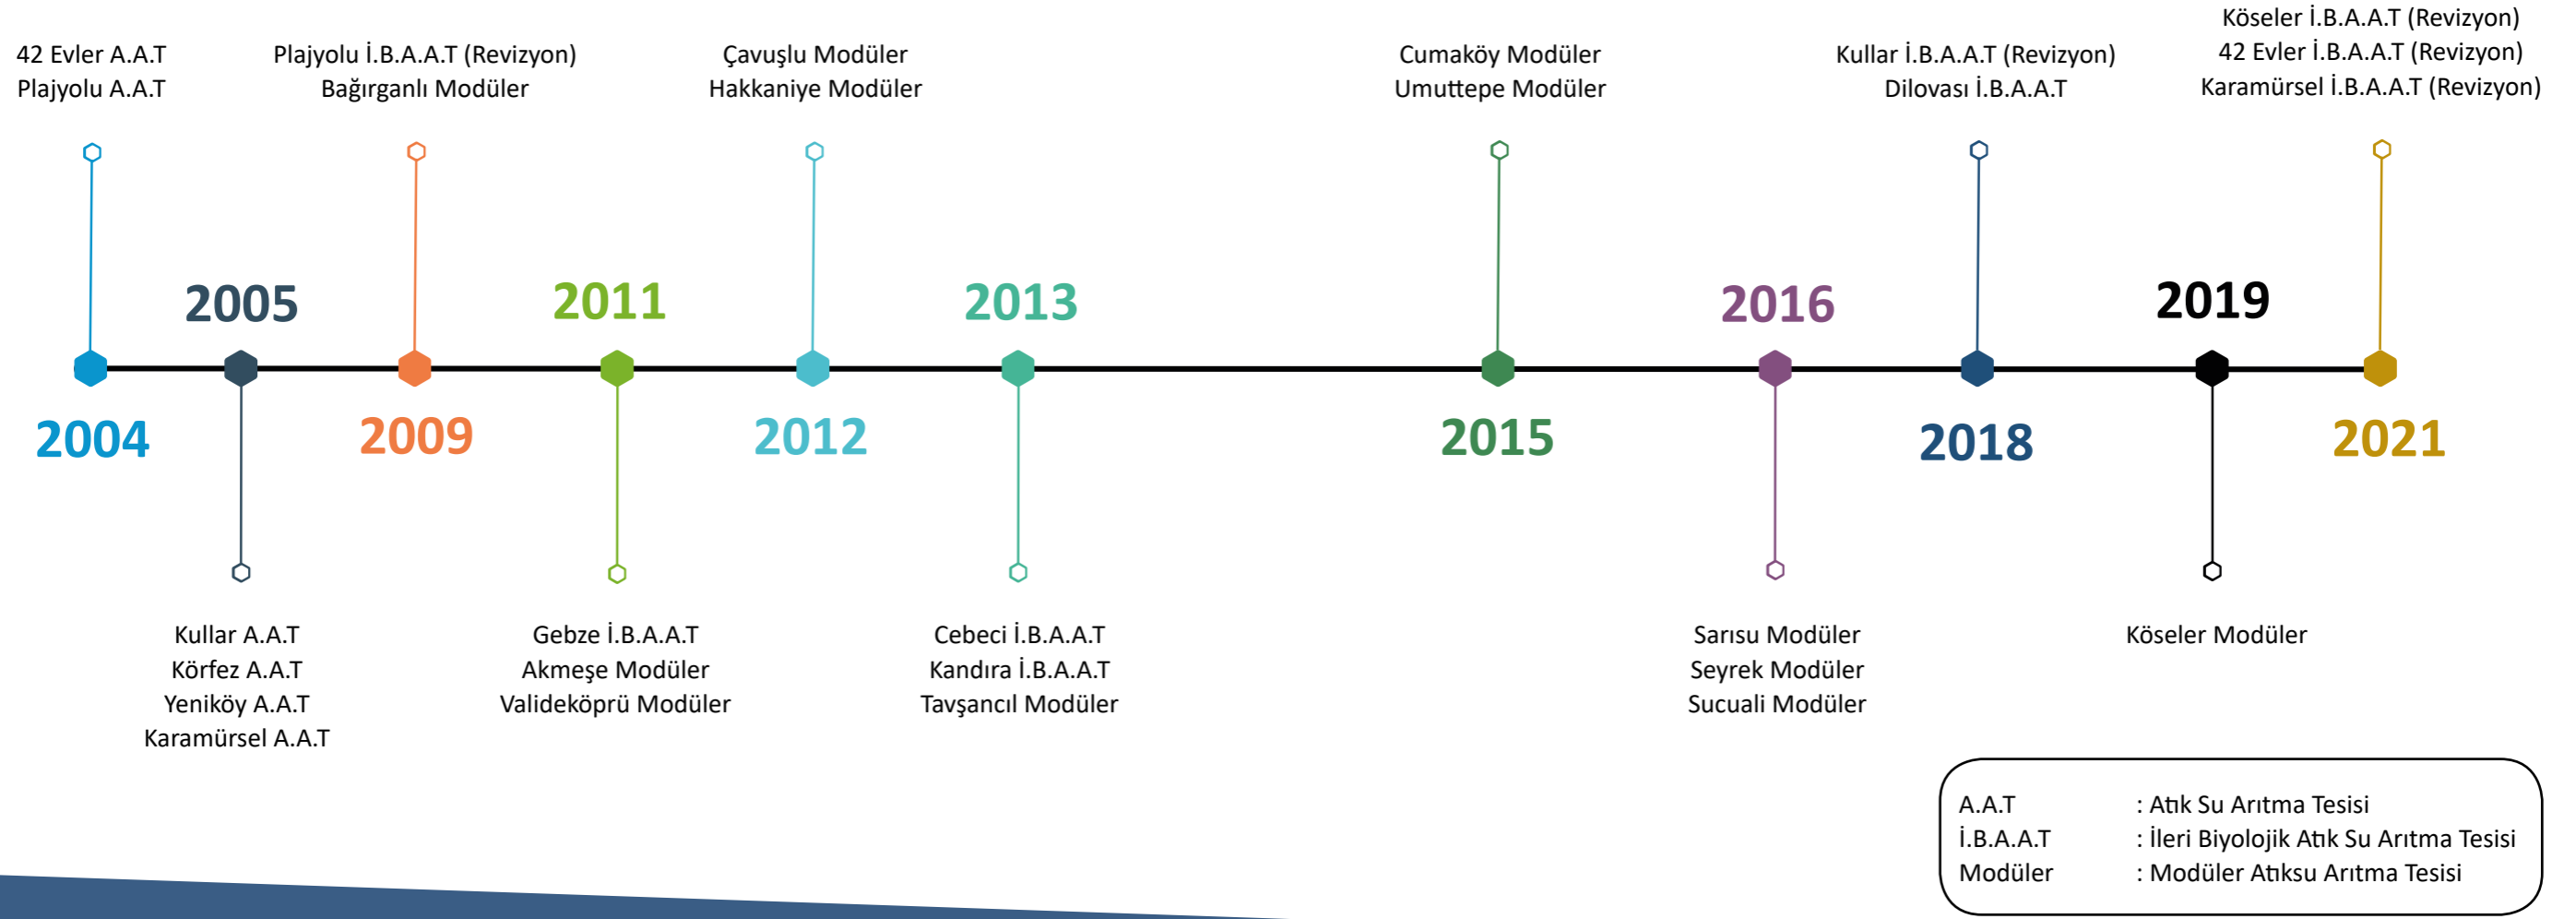 42 Evler A.A.T
Plajyolu A.A.T
2004
2005
Kullar A.A.T
Körfez A.A.T
Yeniköy A.A.T
Karamürsel A.A.T
Plajyolu İ.B.A.A.T (Revizyon)
Bağırganlı Modüler
2009
2011
Gebze İ.B.A.A.T
Akmeşe Modüler
Valideköprü Modüler
Çavuşlu Modüler
Hakkaniye Modüler
2012
2013
Cebeci İ.B.A.A.T
Kandıra İ.B.A.A.T
Tavşancıl Modüler
Cumaköy Modüler
Umuttepe Modüler
2015
2016
Sarısu Modüler
Seyrek Modüler
Sucuali Modüler
Kullar İ.B.A.A.T (Revizyon)
Dilovası İ.B.A.A.T
2018
2019
Köseler Modüler
Köseler İ.B.A.A.T (Revizyon)
42 Evler İ.B.A.A.T (Revizyon)
Karamürsel İ.B.A.A.T (Revizyon)
2021
A.A.T : Atık Su Arıtma Tesisi
İ.B.A.A.T : İleri Biyolojik Atık Su Arıtma Tesisi
Modüler : Modüler Atıksu Arıtma Tesisi